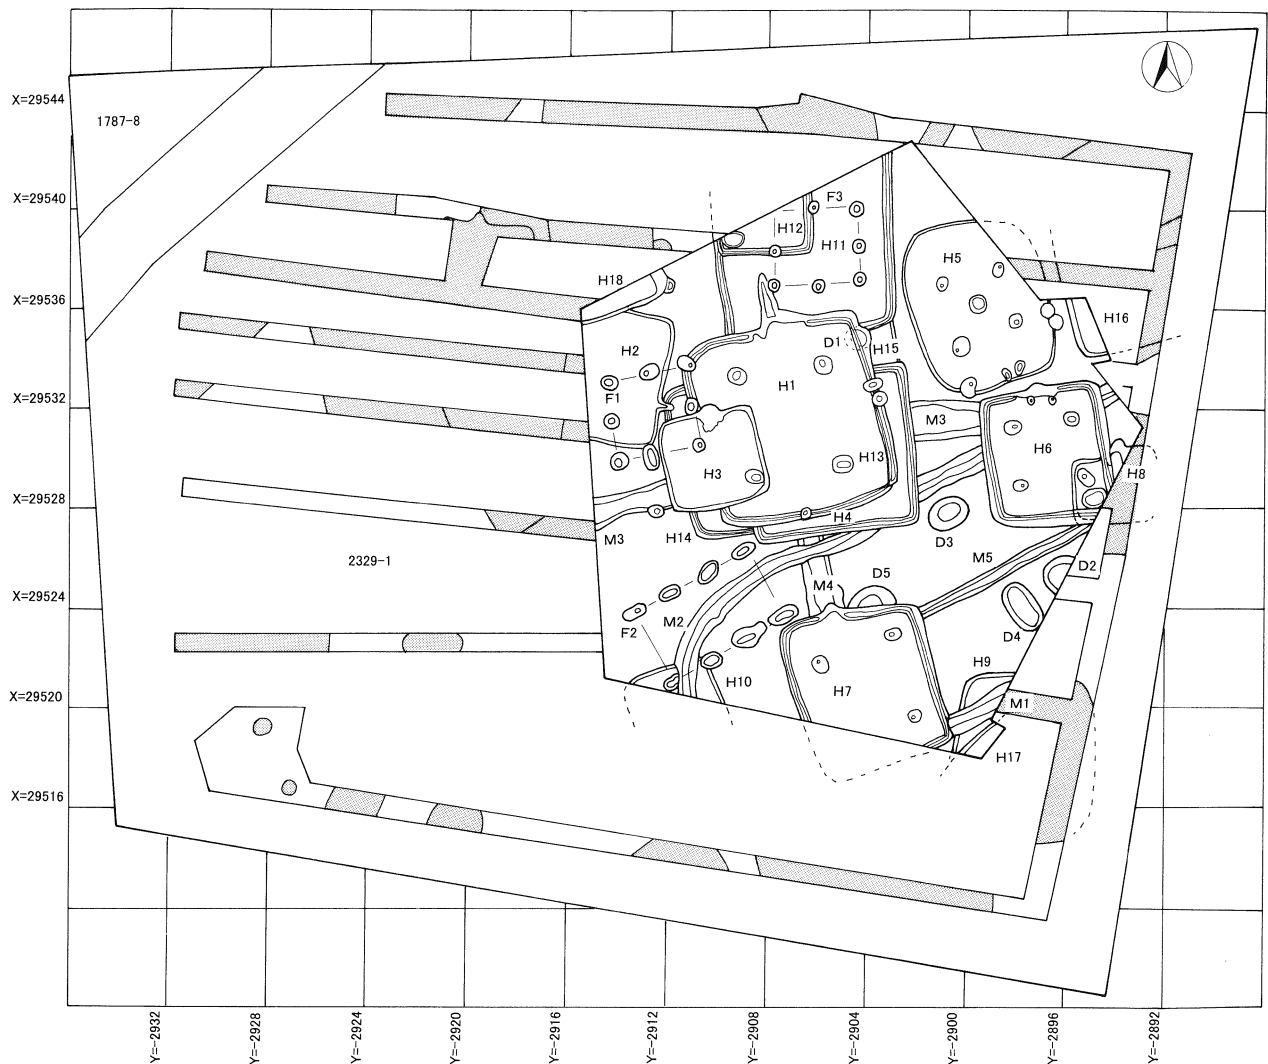 X=29544
1787-8
X=29540
F3
H12
H11
H5
H18
X=29536
H16
D1
H15
H2
H1
F1
X=29532
M3
H6
H13
H3
H8
X=29528
H4
D3
M3
H14
M5
2329-1
D2
M4
D5
X=29524
M2
F2
D4
H9
H10
H7
X=29520
M1
H17
X=29516
Y=-2932
Y=-2928
Y=-2924
Y=-2920
Y=-2916
Y=-2912
Y=-2908
Y=-2904
Y=-2900
Y=-2896
Y=-2892